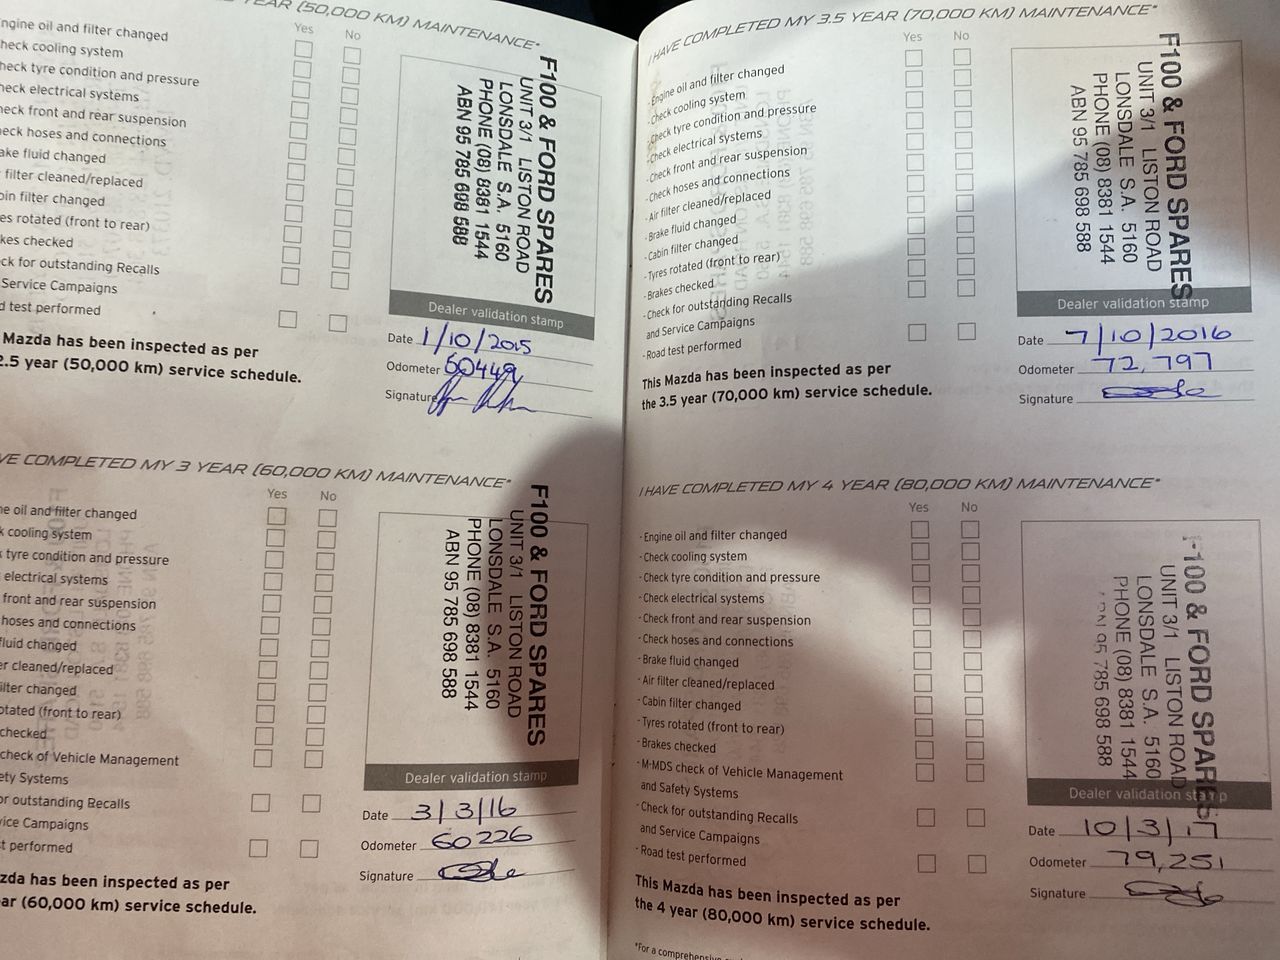 YEAR (50,000 KM) MAINTENANCE*
Yes No
ngine oil and filter changed
heck cooling system
heck tyre condition and pressure
heck electrical systems
heck front and rear suspension
eck hoses and connections
ake fluid changed
filter cleaned/replaced
bin filter changed
es rotated (front to rear)
kes checked
ck for outstanding Recalls
Service Campaigns
d test performed
Mazda has been inspected as per
2.5 year (50,000 km) service schedule.
F100 & FORD SPARES
UNIT 3/1 LISTON ROAD
LONSDALE S.A. 5160
PHONE (08) 8381 1544
ABN 95 785 698 588
Dealer validation stamp
Date 1/10/2015
Odometer 50449
Signature
VE COMPLETED MY 3 YEAR (60,000 KM) MAINTENANCE*
Yes No
ne oil and filter changed
k cooling system
tyre condition and pressure
electrical systems
front and rear suspension
hoses and connections
fluid changed
er cleaned/replaced
ilter changed
otated (front to rear)
checked
check of Vehicle Management
ety Systems
or outstanding Recalls
vice Campaigns
t performed
zda has been inspected as per
ar (60,000 km) service schedule.
F100 & FORD SPARES
UNIT 3/1 LISTON ROAD
LONSDALE S.A. 5160
PHONE (08) 8381 1544
ABN 95 785 698 588
Dealer validation stamp
Date 3/3/16
Odometer 60226
Signature
I HAVE COMPLETED MY 3.5 YEAR (70,000 KM) MAINTENANCE*
Yes No
- Engine oil and filter changed
- Check cooling system
- Check tyre condition and pressure
- Check electrical systems
- Check front and rear suspension
- Check hoses and connections
- Air filter cleaned/replaced
- Brake fluid changed
- Cabin filter changed
- Tyres rotated (front to rear)
- Brakes checked
- Check for outstanding Recalls
and Service Campaigns
- Road test performed
This Mazda has been inspected as per
the 3.5 year (70,000 km) service schedule.
F100 & FORD SPARES
UNIT 3/1 LISTON ROAD
LONSDALE S.A. 5160
PHONE (08) 8381 1544
ABN 95 785 698 588
Dealer validation stamp
Date 7/10/2016
Odometer 72,797
Signature
I HAVE COMPLETED MY 4 YEAR (80,000 KM) MAINTENANCE*
Yes No
- Engine oil and filter changed
- Check cooling system
- Check tyre condition and pressure
- Check electrical systems
- Check front and rear suspension
- Check hoses and connections
- Brake fluid changed
- Air filter cleaned/replaced
- Cabin filter changed
- Tyres rotated (front to rear)
- Brakes checked
- M-MDS check of Vehicle Management
and Safety Systems
- Check for outstanding Recalls
and Service Campaigns
- Road test performed
This Mazda has been inspected as per
the 4 year (80,000 km) service schedule.
F100 & FORD SPARES
UNIT 3/1 LISTON ROAD
LONSDALE S.A. 5160
PHONE (08) 8381 1544
ABN 95 785 698 588
Dealer validation stamp
Date 10/3/17
Odometer 79,251
Signature
*For a comprehensive